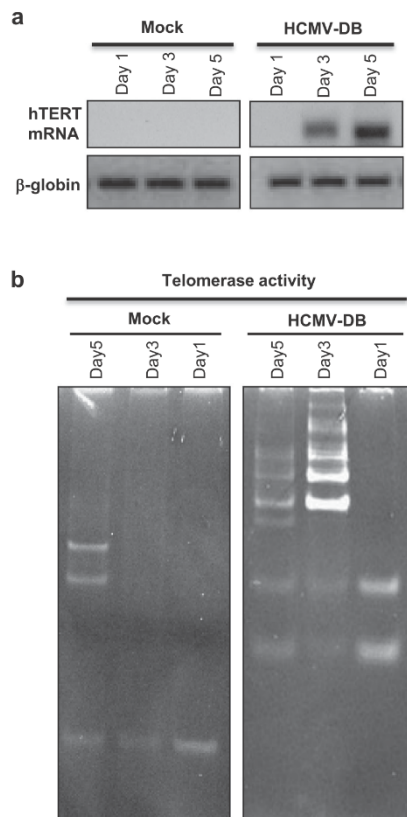 a
Mock HCMV-DB
Day 1 Day 3 Day 5 Day 1 Day 3 Day 5
hTERT
mRNA
β-globin
b
Telomerase activity
Mock HCMV-DB
Day5 Day3 Day1 Day5 Day3 Day1